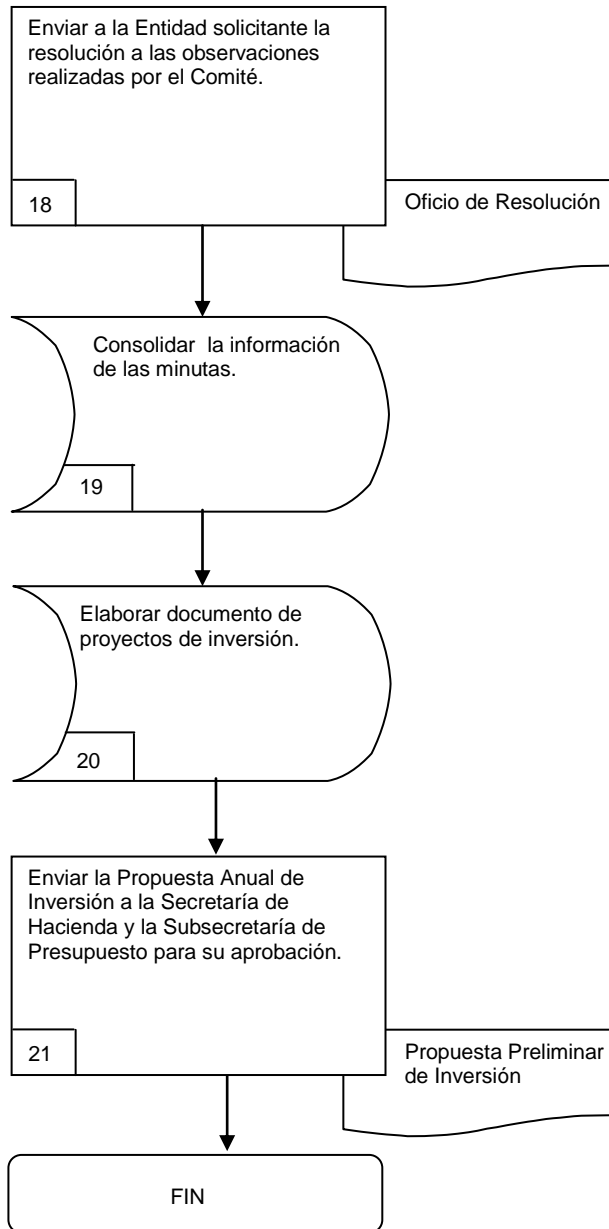 Enviar a la Entidad solicitante la
resolución a las observaciones
realizadas por el Comité.
18
Oficio de Resolución
Consolidar  la información
de las minutas.
19
Elaborar documento de
proyectos de inversión.
20
Enviar la Propuesta Anual de
Inversión a la Secretaría de
Hacienda y la Subsecretaría de
Presupuesto para su aprobación.
21
Propuesta Preliminar
de Inversión
FIN